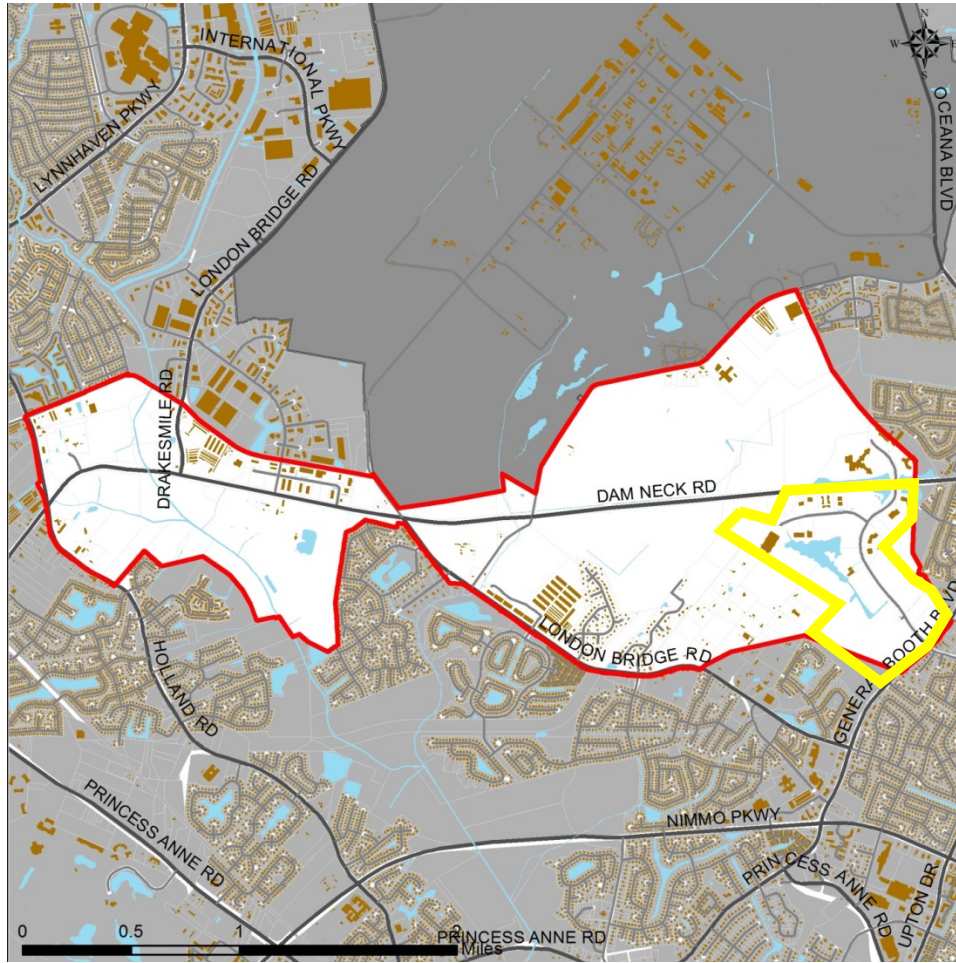 N
W
S
INTERNATIONAL PKWY
LYNNHAVEN PKWY
OCEANA BLVD
LONDON BRIDGE RD
DRAKESMILE RD
DAM NECK RD
LONDON BRIDGE RD
GENERAL BOOTH BLVD
HOLLAND RD
PRINCESS ANNE RD
NIMMO PKWY
PRINCESS ANNE RD
UPTON DR
PRINCESS ANNE RD
0 0.5 1 2
Miles